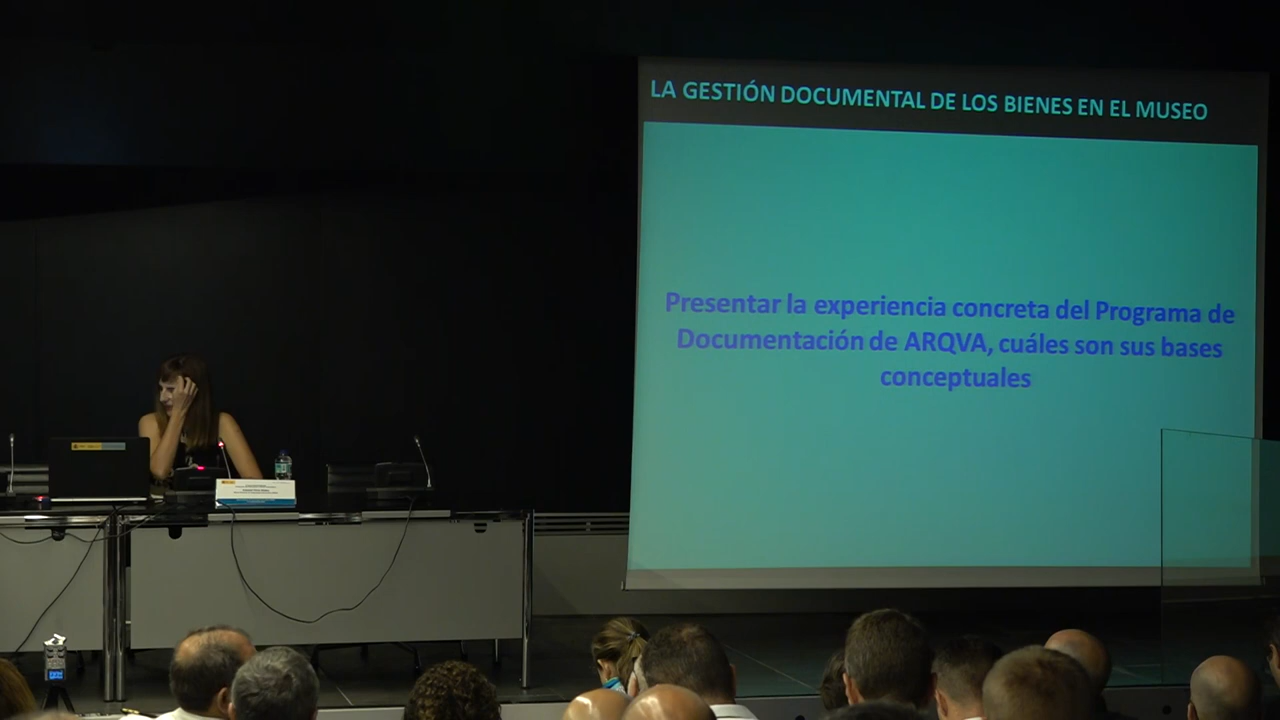 LA GESTIÓN DOCUMENTAL DE LOS BIENES EN EL MUSEO
Presentar la experiencia concreta del Programa de
Documentación de ARQVA, cuáles son sus bases
conceptuales